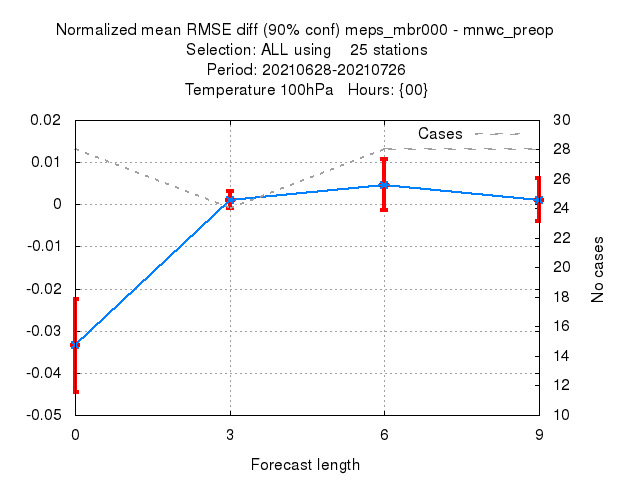 Normalized mean RMSE diff (90% conf) meps_mbr000 - mnwc_preop
Selection: ALL using    25 stations
Period: 20210628-20210726
Temperature 100hPa   Hours: {00}
Cases
0.02
0.01
0
-0.01
-0.02
-0.03
-0.04
-0.05
30
28
26
24
22
20
18
16
14
12
10
No cases
0 3 6 9
Forecast length